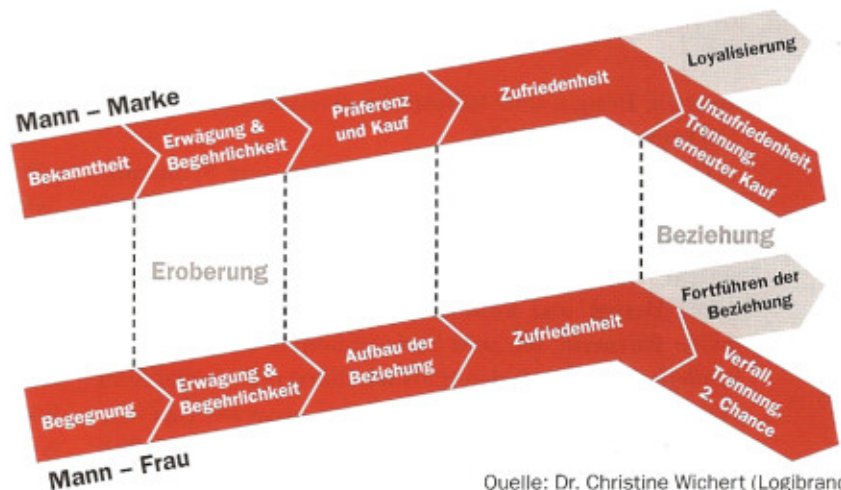 Mann – Marke
Bekanntheit
Erwägung &
Begehrlichkeit
Präferenz
und Kauf
Zufriedenheit
Loyalisierung
Unzufriedenheit,
Trennung,
erneuter Kauf
Eroberung
Beziehung
Begegnung
Erwägung &
Begehrlichkeit
Aufbau der
Beziehung
Zufriedenheit
Fortführen der
Beziehung
Verfall,
Trennung,
2. Chance
Mann – Frau
Quelle: Dr. Christine Wichert (Logibrand